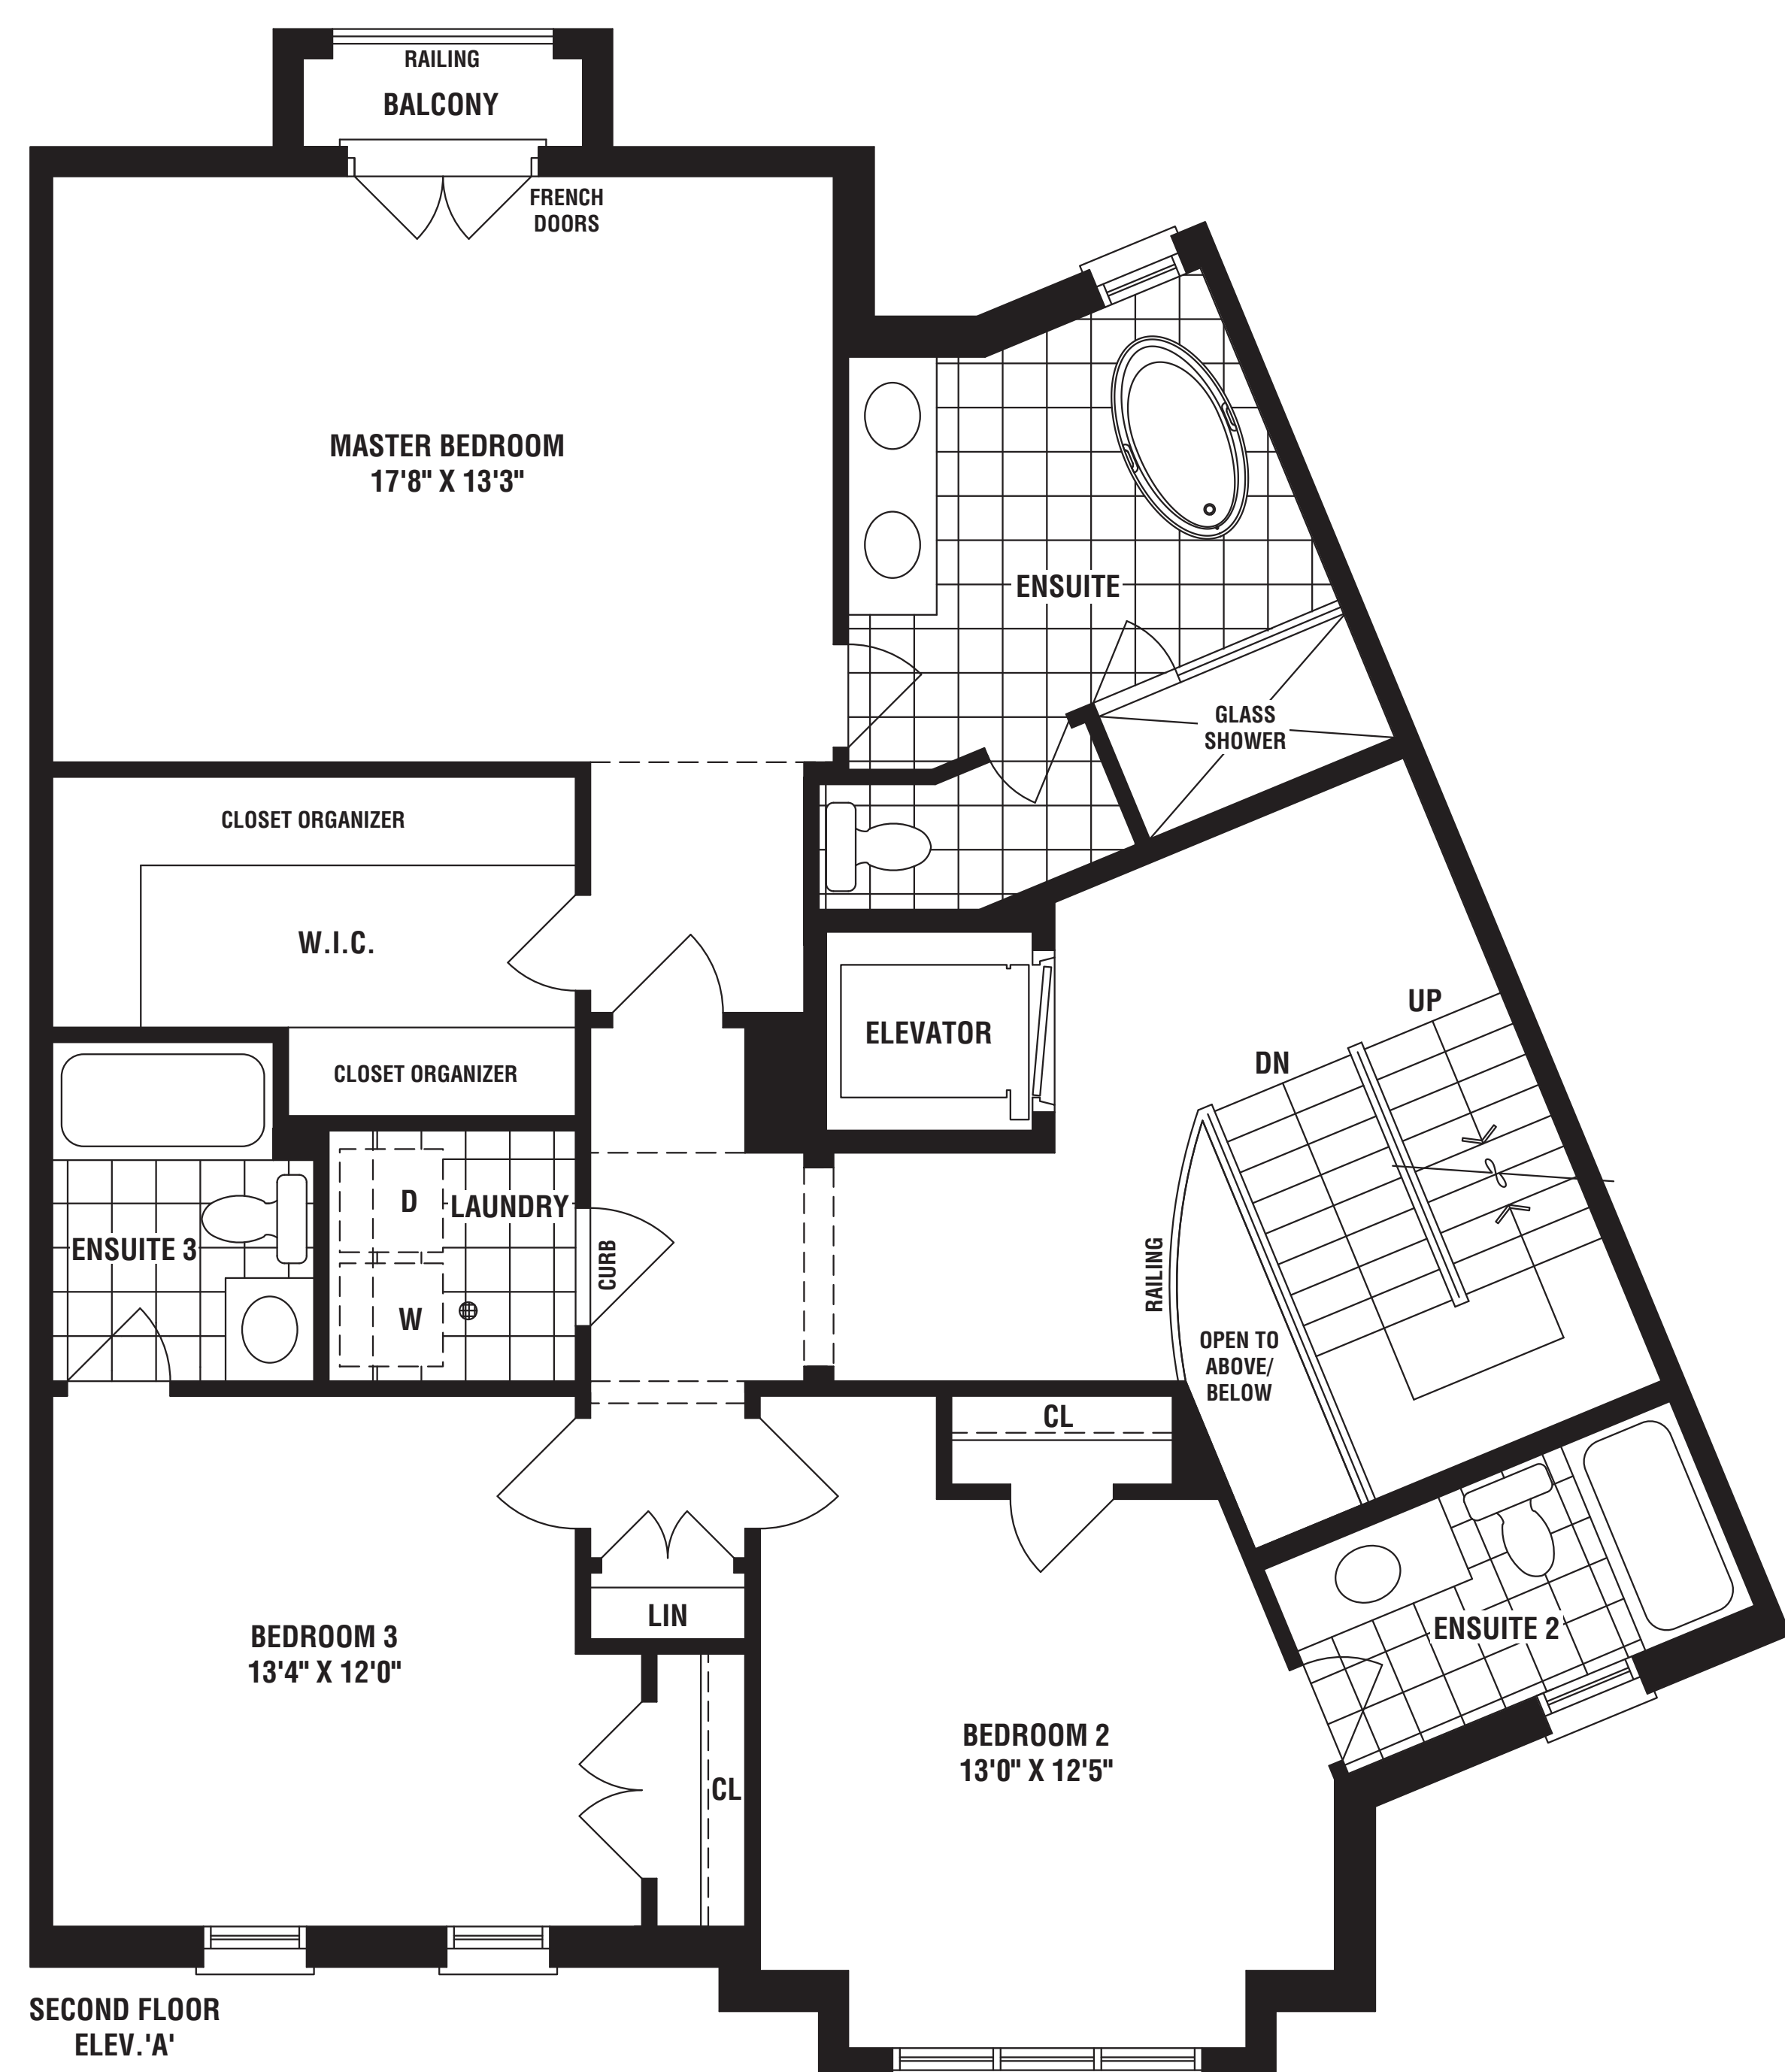 RAILING
BALCONY
FRENCH
DOORS
MASTER BEDROOM
17'8" X 13'3"
ENSUITE
GLASS
SHOWER
CLOSET ORGANIZER
W.I.C.
CLOSET ORGANIZER
ELEVATOR
UP
DN
D
LAUNDRY
W
CURB
ENSUITE 3
RAILING
OPEN TO
ABOVE/
BELOW
CL
LIN
BEDROOM 3
13'4" X 12'0"
CL
BEDROOM 2
13'0" X 12'5"
ENSUITE 2
SECOND FLOOR
ELEV.'A'